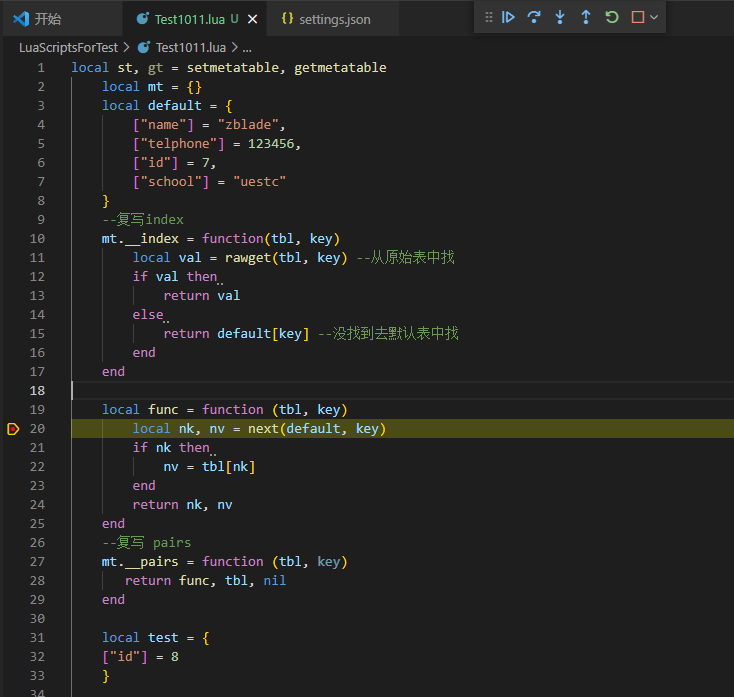 开始
Test1011.lua U
settings.json
LuaScriptsForTest > Test1011.lua > ...
1 local st, gt = setmetatable, getmetatable
2 local mt = {}
3 local default = {
4 ["name"] = "zblade",
5 ["telphone"] = 123456,
6 ["id"] = 7,
7 ["school"] = "uestc"
8 }
9 --复写index
10 mt.__index = function(tbl, key)
11 local val = rawget(tbl, key) --从原始表中找
12 if val then
13 return val
14 else
15 return default[key] --没找到去默认表中找
16 end
17 end
18
19 local func = function (tbl, key)
20 local nk, nv = next(default, key)
21 if nk then
22 nv = tbl[nk]
23 end
24 return nk, nv
25 end
26 --复写 pairs
27 mt.__pairs = function (tbl, key)
28 return func, tbl, nil
29 end
30
31 local test = {
32 ["id"] = 8
33 }
34